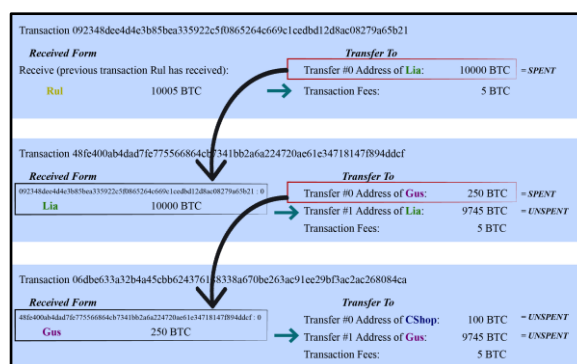 Transaction 092348dee4d4e3b85bea335922c5f0865264c669c1cedbd12d8ac08279a65b21
Received Form Transfer To
Receive (previous transaction Rul has received): Transfer #0 Address of Lia: 10000 BTC = SPENT
Rul 10005 BTC Transaction Fees: 5 BTC
Transaction 48fe400ab4dad7fe775566864cb7341bb2a6a224720ae61e34718147f894ddcf
Received Form Transfer To
092348dee4d4e3b85bea335922c5f0865264c669c1cedbd12d8ac08279a65b21 : 0 Transfer #0 Address of Gus: 250 BTC = SPENT
Lia 10000 BTC Transfer #1 Address of Lia: 9745 BTC = UNSPENT
Transaction Fees: 5 BTC
Transaction
Received Form Transfer To
48fe400ab4dad7fe775566864cb7341bb2a6a224720ae61e34718147f894ddcf : 0 Transfer #0 Address of CShop: 100 BTC = UNSPENT
Gus 250 BTC Transfer #1 Address of Gus: 9745 BTC = UNSPENT
Transaction Fees: 5 BTC